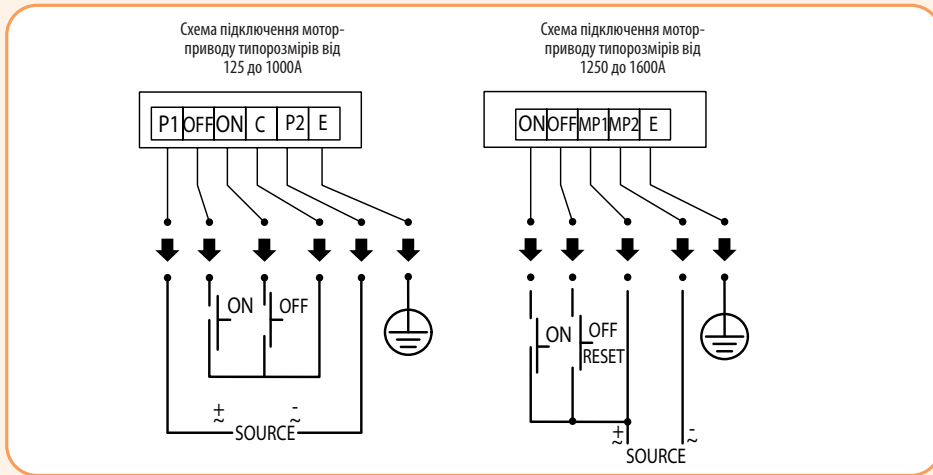 Схема підключення мотор-
приводу типорозмірів від
125 до 1000А
P1 OFF ON C P2 E
ON OFF
± ~ - ~
SOURCE
Схема підключення мотор-
приводу типорозмірів від
1250 до 1600А
ON OFF MP1 MP2 E
ON OFF
RESET
± ~ - ~
SOURCE